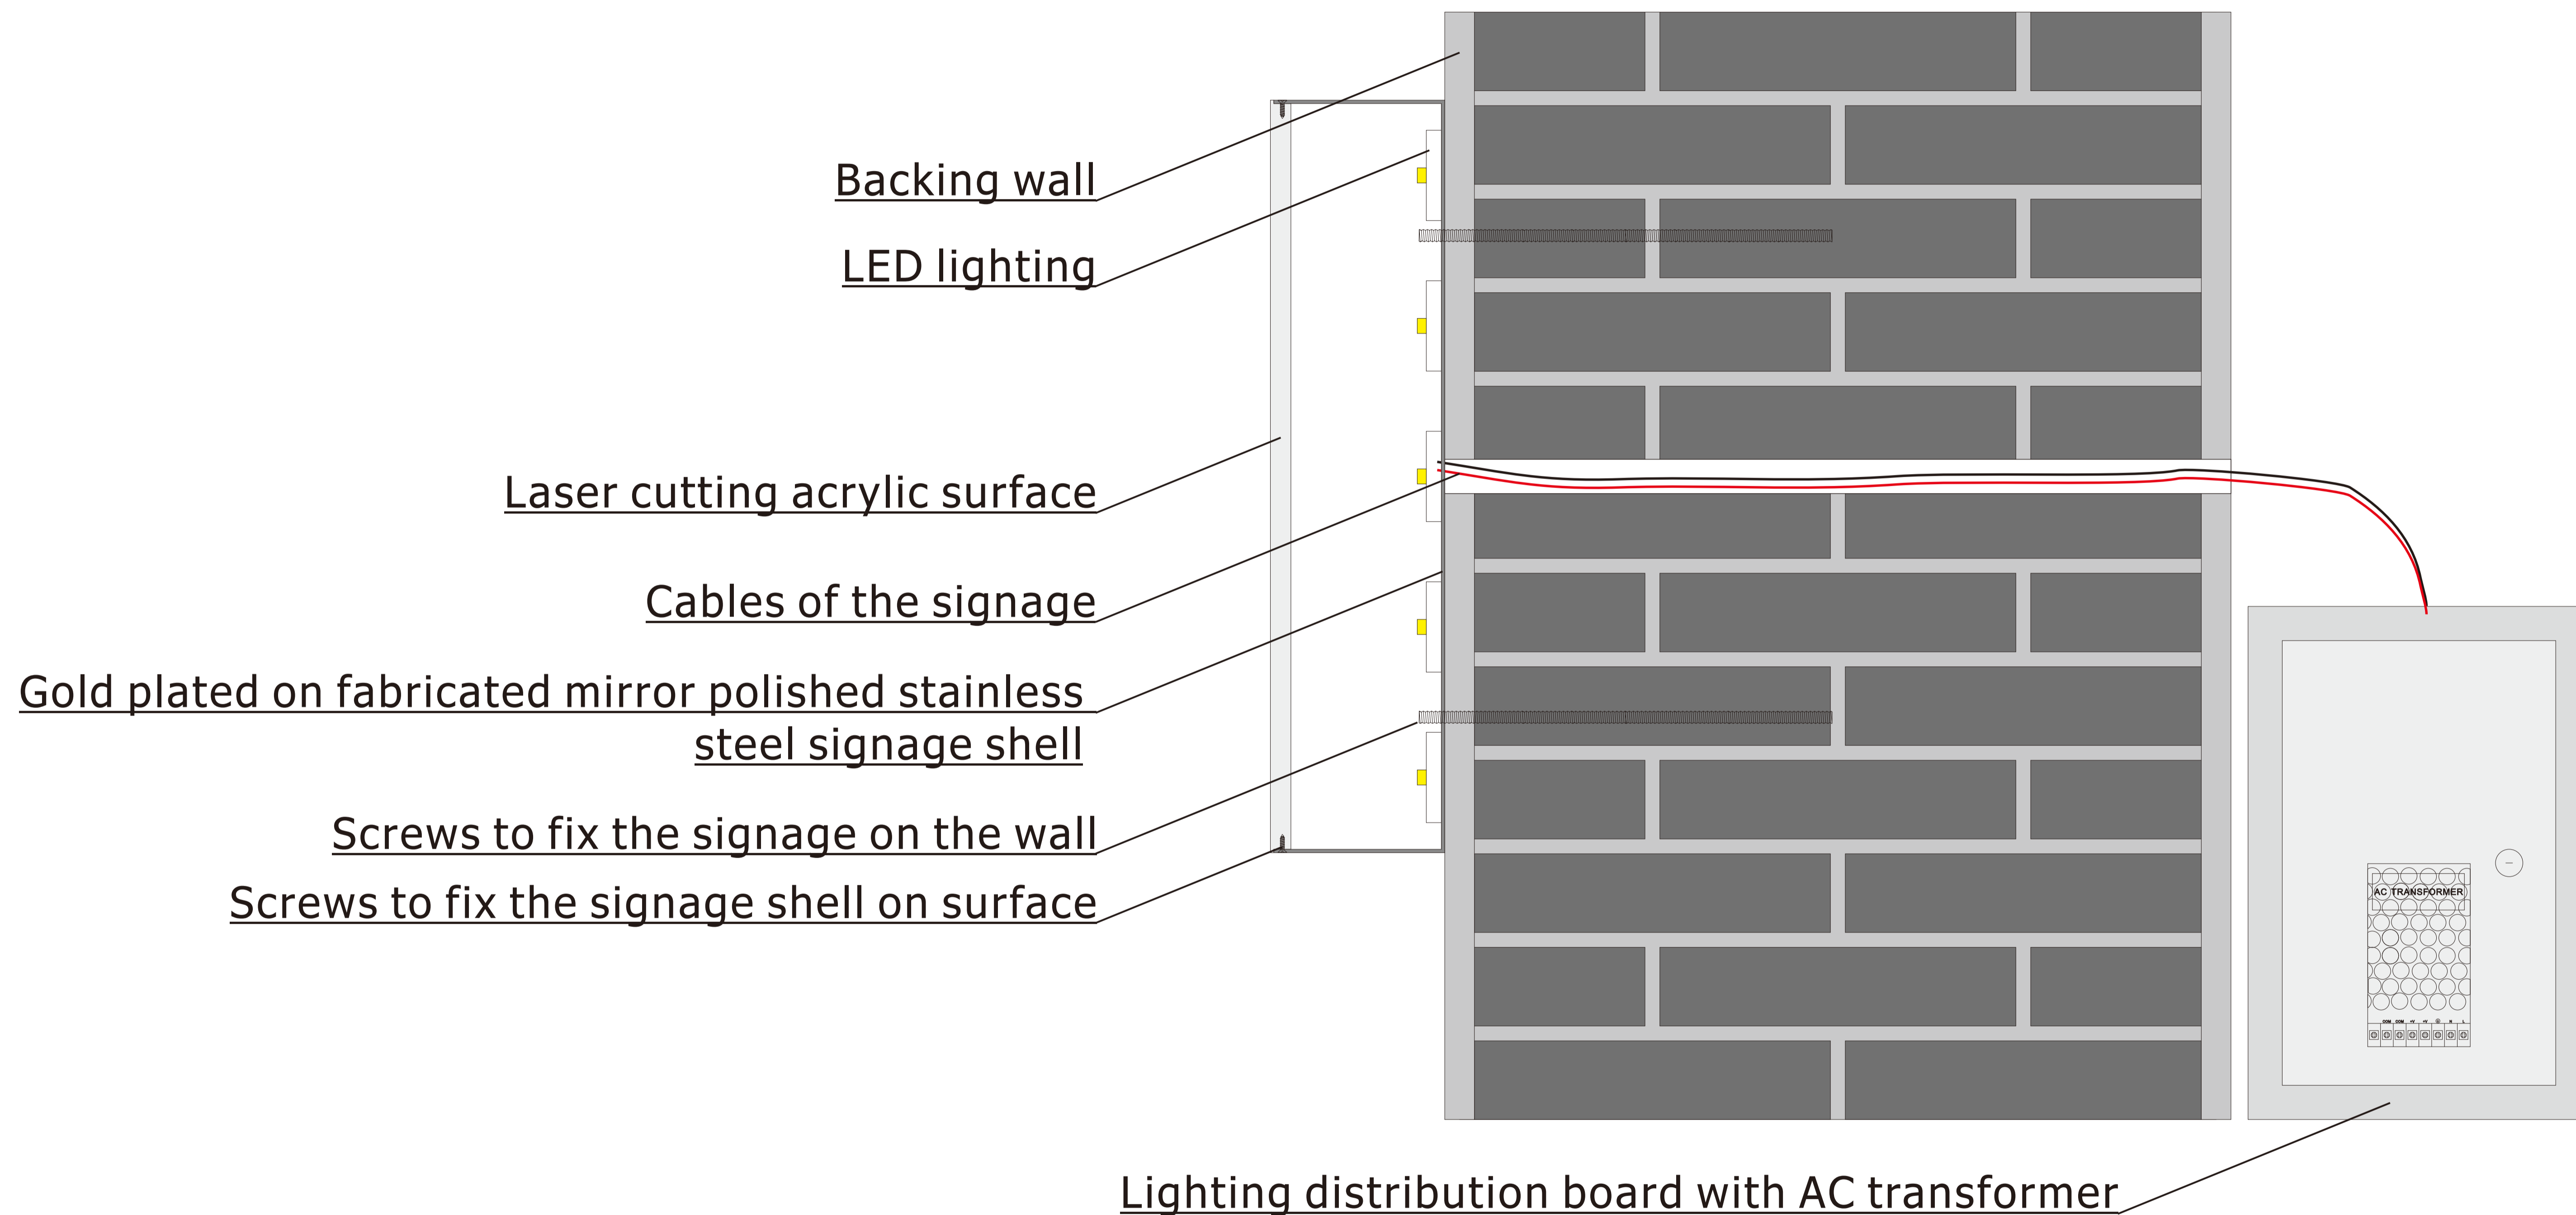 Backing wall
LED lighting
Laser cutting acrylic surface
Cables of the signage
Gold plated on fabricated mirror polished stainless
steel signage shell
Screws to fix the signage on the wall
Screws to fix the signage shell on surface
AC TRANSFORMER
COM COM +V +V ⏚ N L
Lighting distribution board with AC transformer